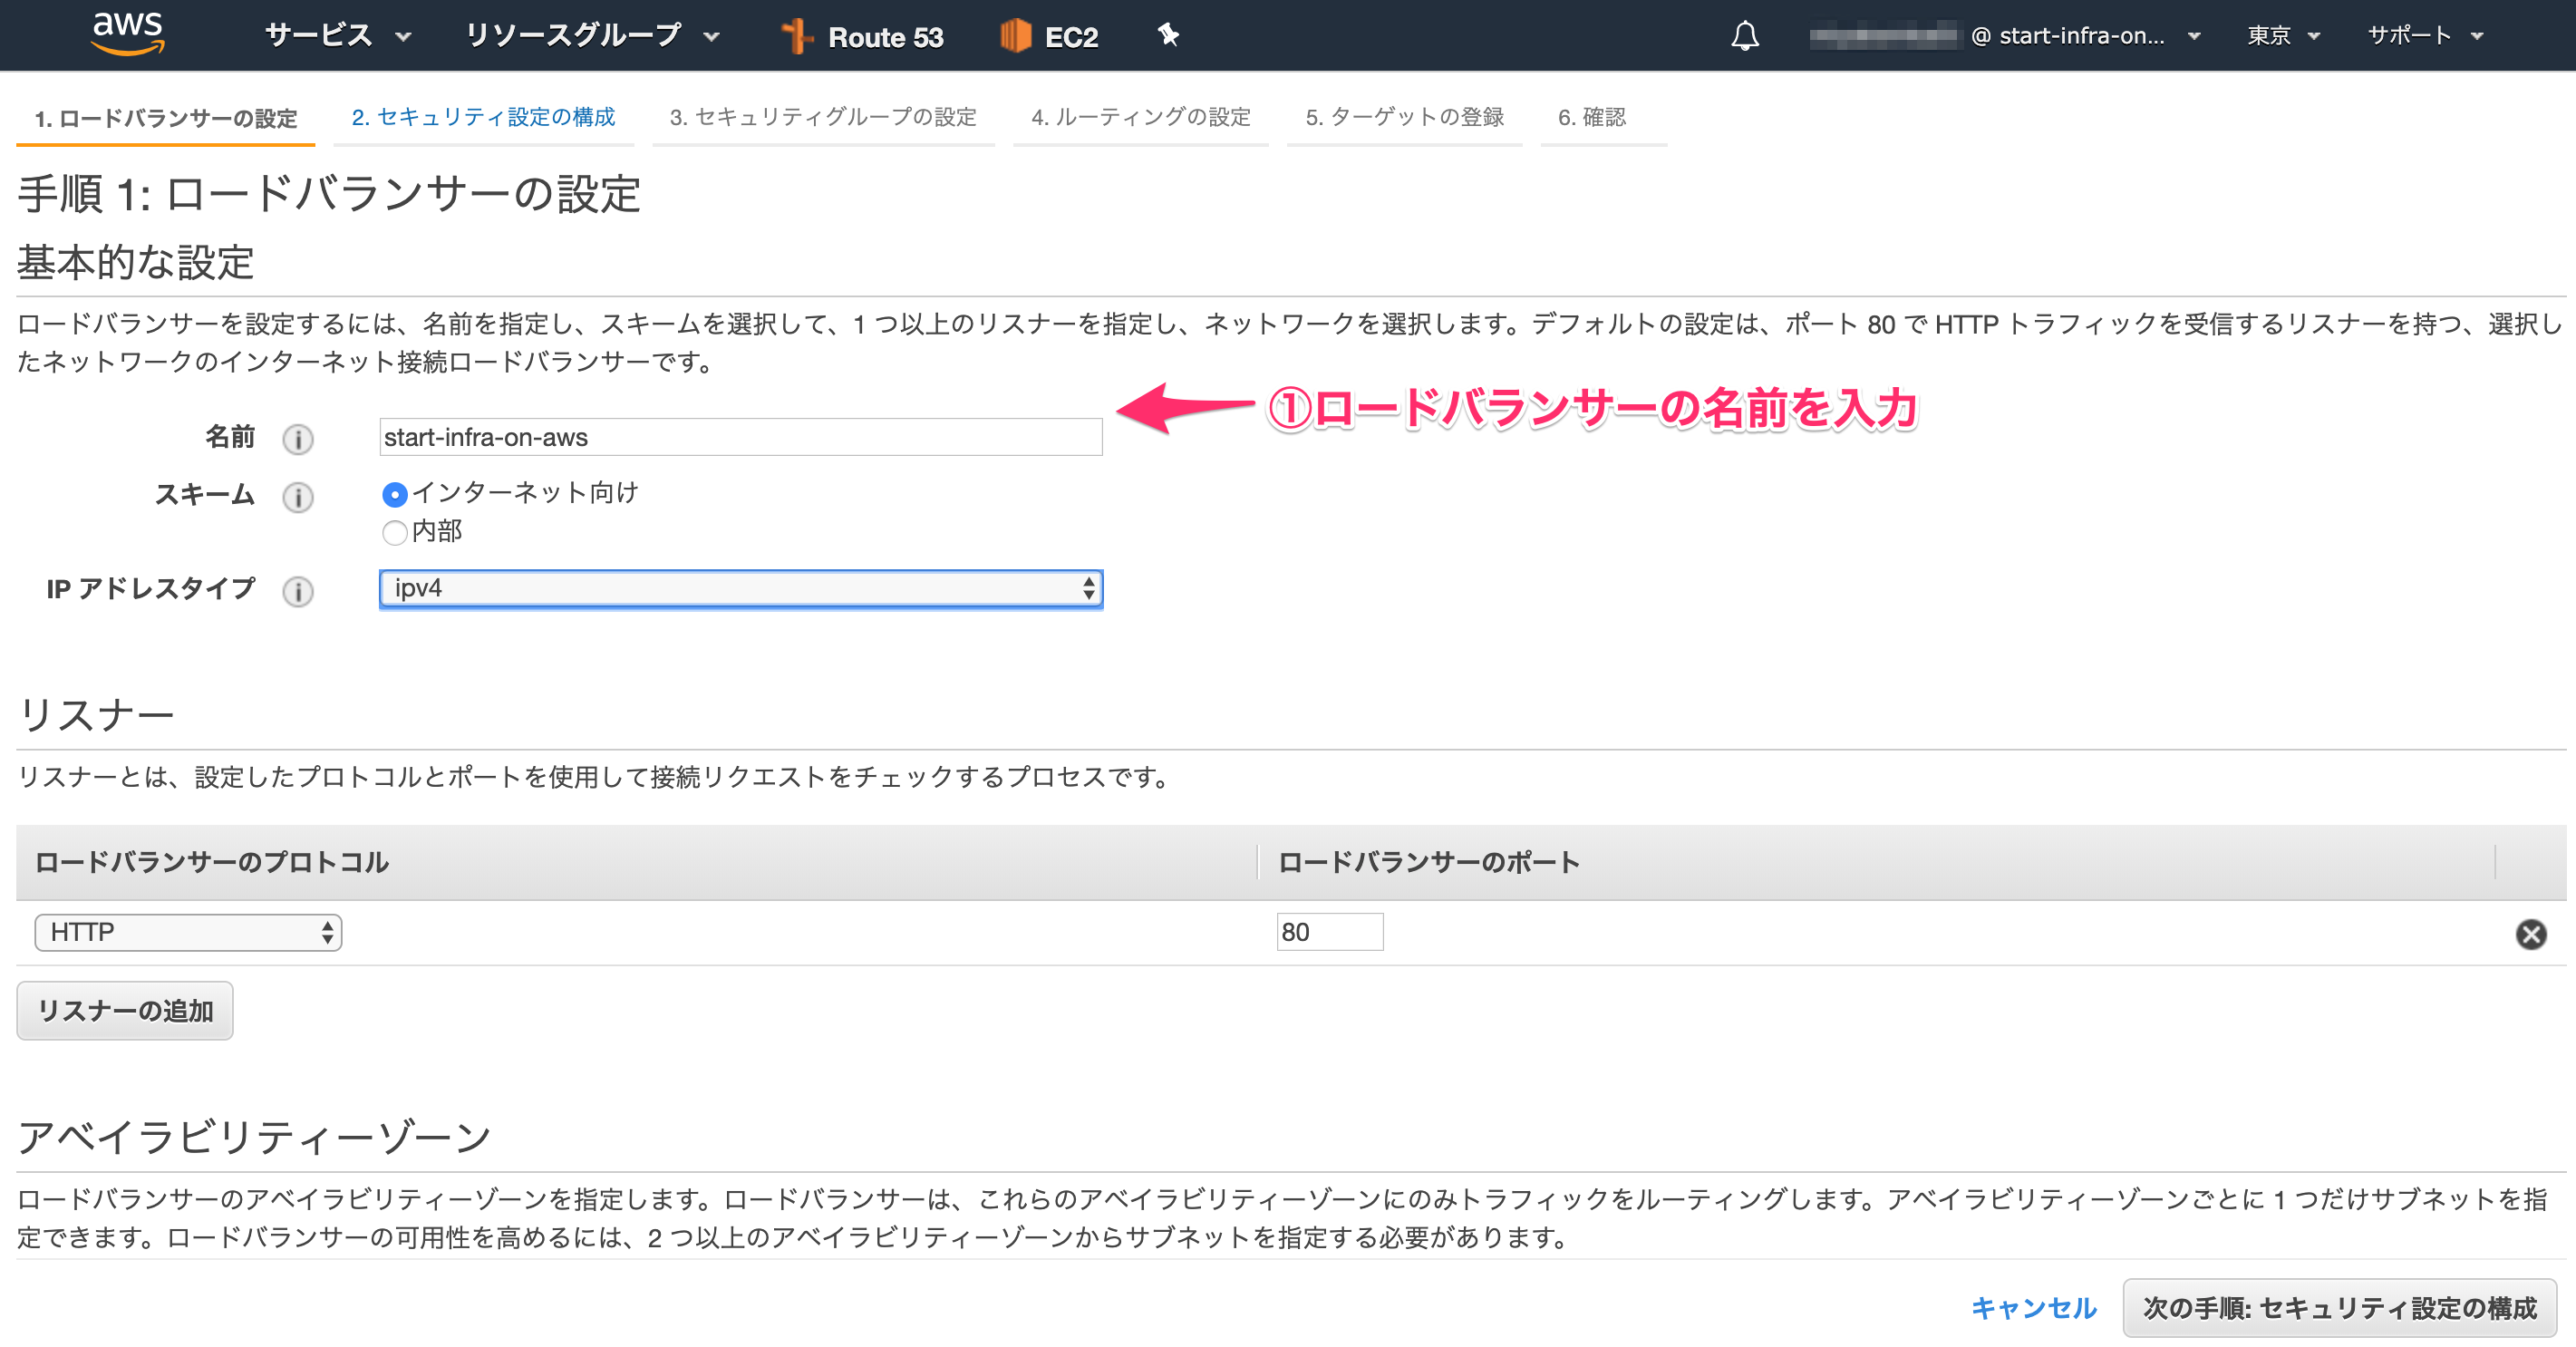 aws サービス リソースグループ Route 53 EC2 @ start-infra-on... 東京 サポート
1. ロードバランサーの設定 2. セキュリティ設定の構成 3. セキュリティグループの設定 4. ルーティングの設定 5. ターゲットの登録 6. 確認
手順 1: ロードバランサーの設定
基本的な設定
ロードバランサーを設定するには、名前を指定し、スキームを選択して、1 つ以上のリスナーを指定し、ネットワークを選択します。デフォルトの設定は、ポート 80 で HTTP トラフィックを受信するリスナーを持つ、選択し
たネットワークのインターネット接続ロードバランサーです。
①ロードバランサーの名前を入力
名前 i start-infra-on-aws
スキーム i インターネット向け
内部
IP アドレスタイプ i ipv4
リスナー
リスナーとは、設定したプロトコルとポートを使用して接続リクエストをチェックするプロセスです。
ロードバランサーのプロトコル ロードバランサーのポート
HTTP 80
リスナーの追加
アベイラビリティーゾーン
ロードバランサーのアベイラビリティーゾーンを指定します。ロードバランサーは、これらのアベイラビリティーゾーンにのみトラフィックをルーティングします。アベイラビリティーゾーンごとに 1 つだけサブネットを指
定できます。ロードバランサーの可用性を高めるには、2 つ以上のアベイラビリティーゾーンからサブネットを指定する必要があります。
キャンセル 次の手順: セキュリティ設定の構成